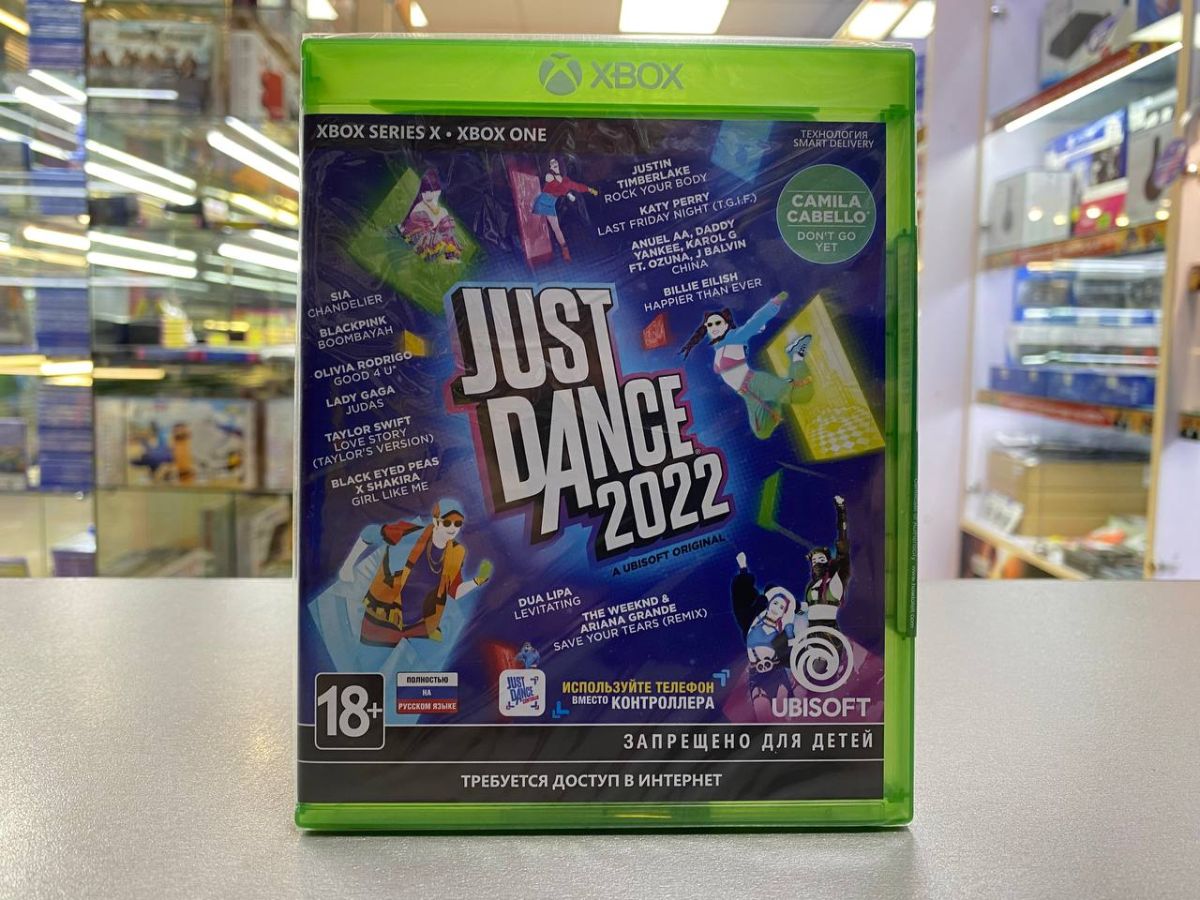 XBOX
XBOX SERIES X • XBOX ONE
ТЕХНОЛОГИЯ
SMART DELIVERY
JUSTIN
TIMBERLAKE
ROCK YOUR BODY
KATY PERRY
LAST FRIDAY NIGHT (T.G.I.F.)
ANUEL AA, DADDY
YANKEE, KAROL G
FT. OZUNA, J BALVIN
CHINA
BILLIE EILISH
HAPPIER THAN EVER
CAMILA
CABELLO*
DON'T GO
YET
SIA
CHANDELIER
BLACKPINK
BOOMBAYAH
OLIVIA RODRIGO
GOOD 4 U*
LADY GAGA
JUDAS
TAYLOR SWIFT
LOVE STORY
(TAYLOR'S VERSION)
BLACK EYED PEAS
X SHAKIRA
GIRL LIKE ME
JUST
DANCE
2022
A UBISOFT ORIGINAL
DUA LIPA
LEVITATING
THE WEEKND &
ARIANA GRANDE
SAVE YOUR TEARS (REMIX)
18+
ПОЛНОСТЬЮ
НА
РУССКОМ ЯЗЫКЕ
JUST
DANCE
CONTROLLER
ИСПОЛЬЗУЙТЕ ТЕЛЕФОН
ВМЕСТО КОНТРОЛЛЕРА
UBISOFT
ЗАПРЕЩЕНО ДЛЯ ДЕТЕЙ
ТРЕБУЕТСЯ ДОСТУП В ИНТЕРНЕТ